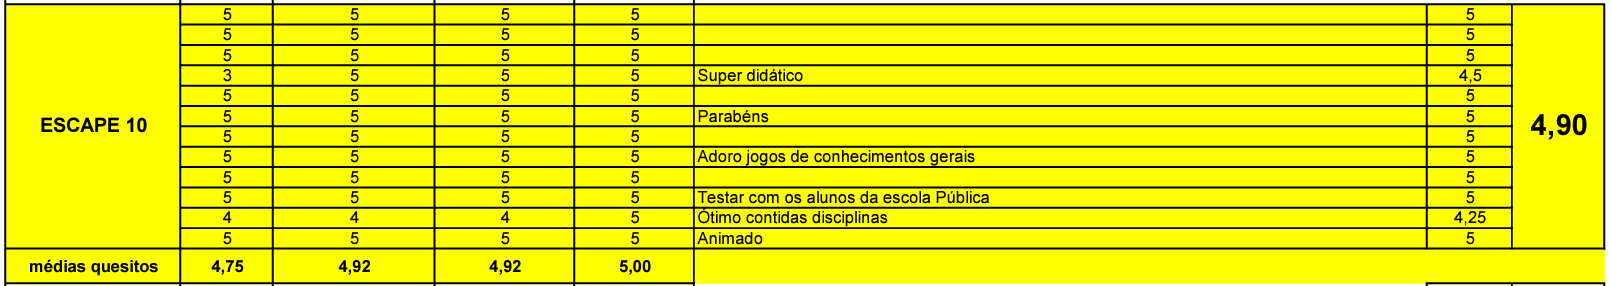 5 5 5 5 5
5 5 5 5 5
5 5 5 5 5
3 5 5 5 Super didático 4,5
5 5 5 5 5
ESCAPE 10 5 5 5 5 Parabéns 5 4,90
5 5 5 5 5
5 5 5 5 Adoro jogos de conhecimentos gerais 5
5 5 5 5 5
5 5 5 5 Testar com os alunos da escola Pública 5
4 4 4 5 Ótimo contidas disciplinas 4,25
5 5 5 5 Animado 5
médias quesitos 4,75 4,92 4,92 5,00